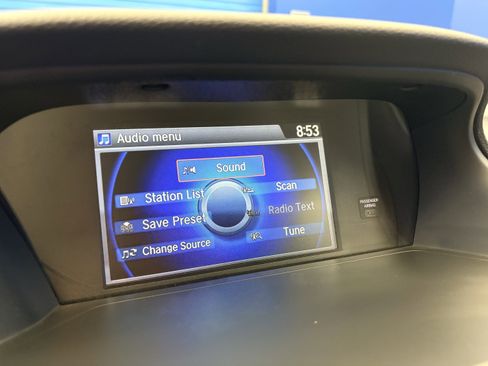 Audio menu 8:53
Sound
Station List Scan
Save Preset Radio Text
Change Source Tune
PASSENGER
AIRBAG